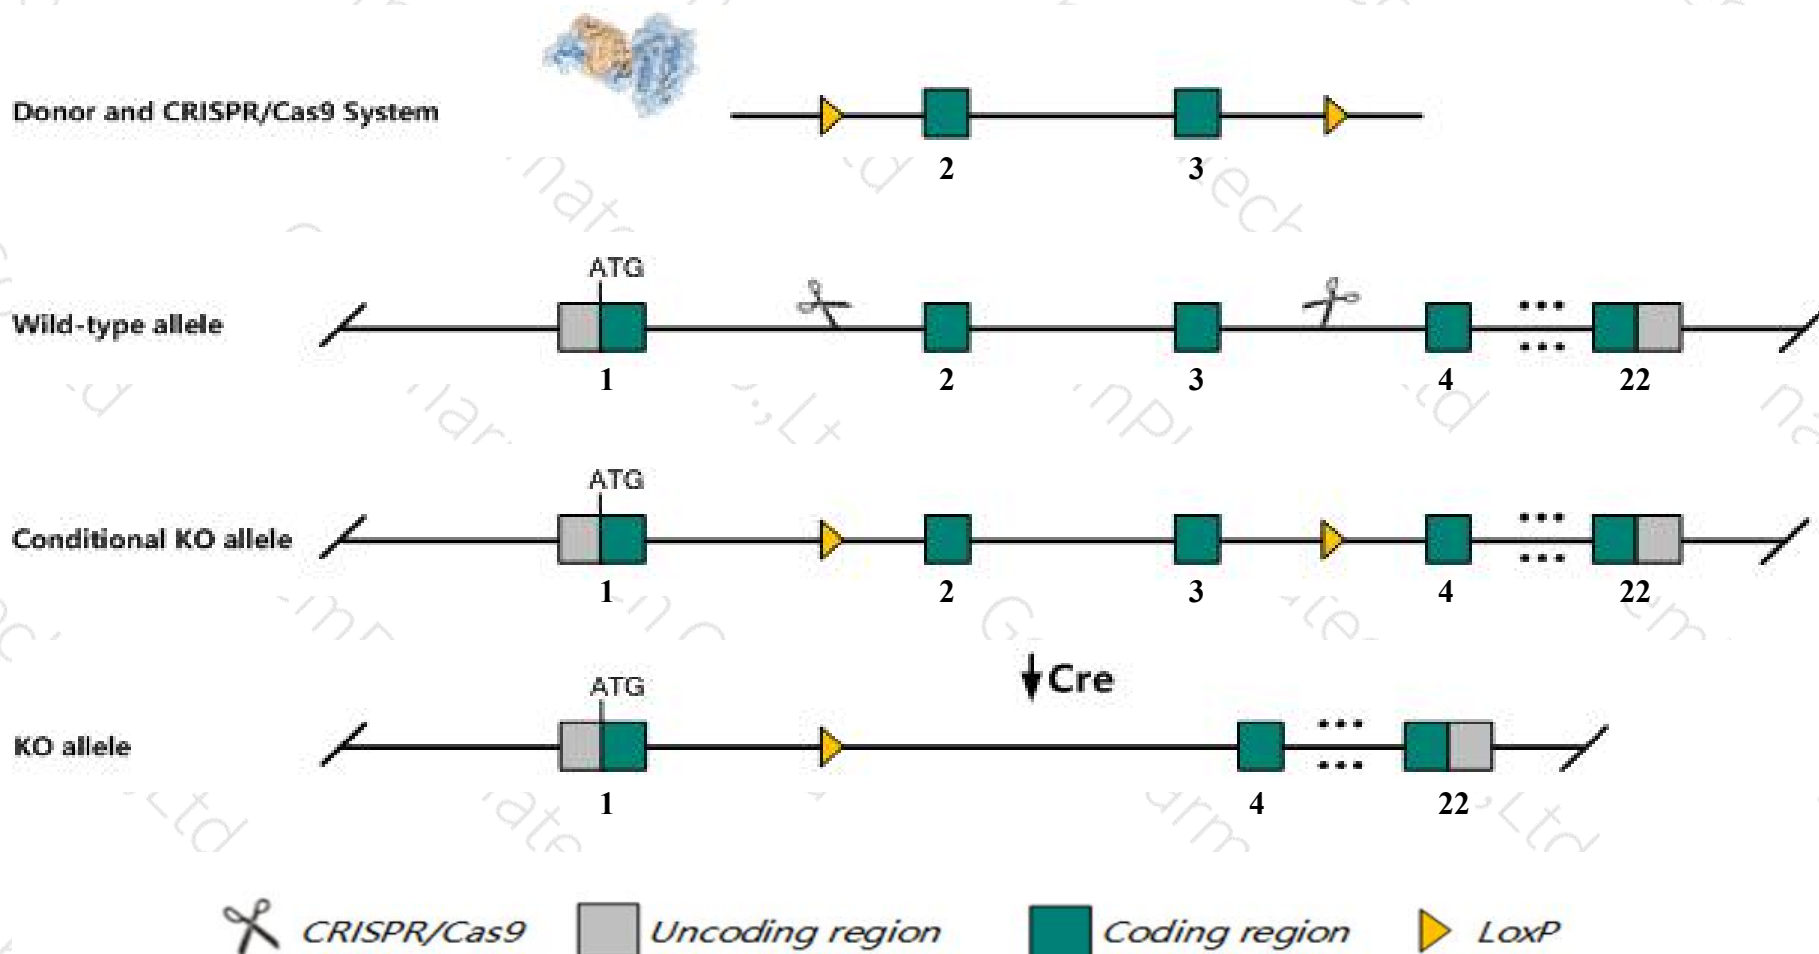 Donor and CRISPR/Cas9 System
2 3
ATG
Wild-type allele
1 2 3 4 22
ATG
Conditional KO allele
1 2 3 4 22
Cre
ATG
KO allele
1 4 22
CRISPR/Cas9 Uncoding region Coding region LoxP